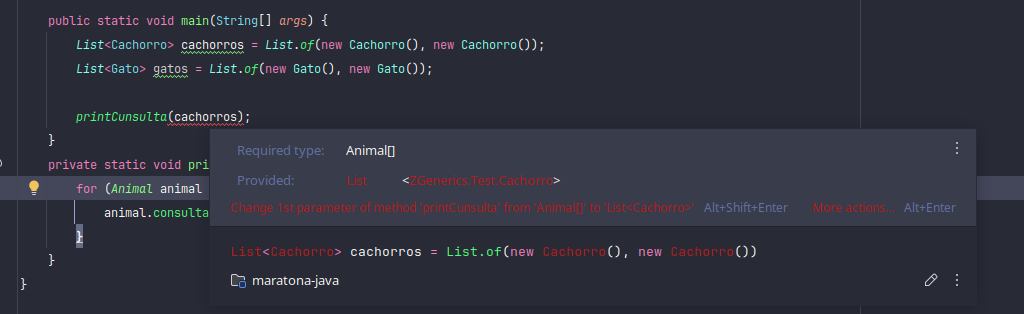 public static void main(String[] args) {
List<Cachorro> cachorros = List.of(new Cachorro(), new Cachorro());
List<Gato> gatos = List.of(new Gato(), new Gato());
printCunsulta(cachorros);
}
Required type: Animal[]
private static void pri
Provided: List <ZGenerics.Test.Cachorro>
for (Animal animal
Change 1st parameter of method 'printCunsulta' from 'Animal[]' to 'List<Cachorro>' Alt+Shift+Enter More actions... Alt+Enter
animal.consulta
}
List<Cachorro> cachorros = List.of(new Cachorro(), new Cachorro())
}
maratona-java
}